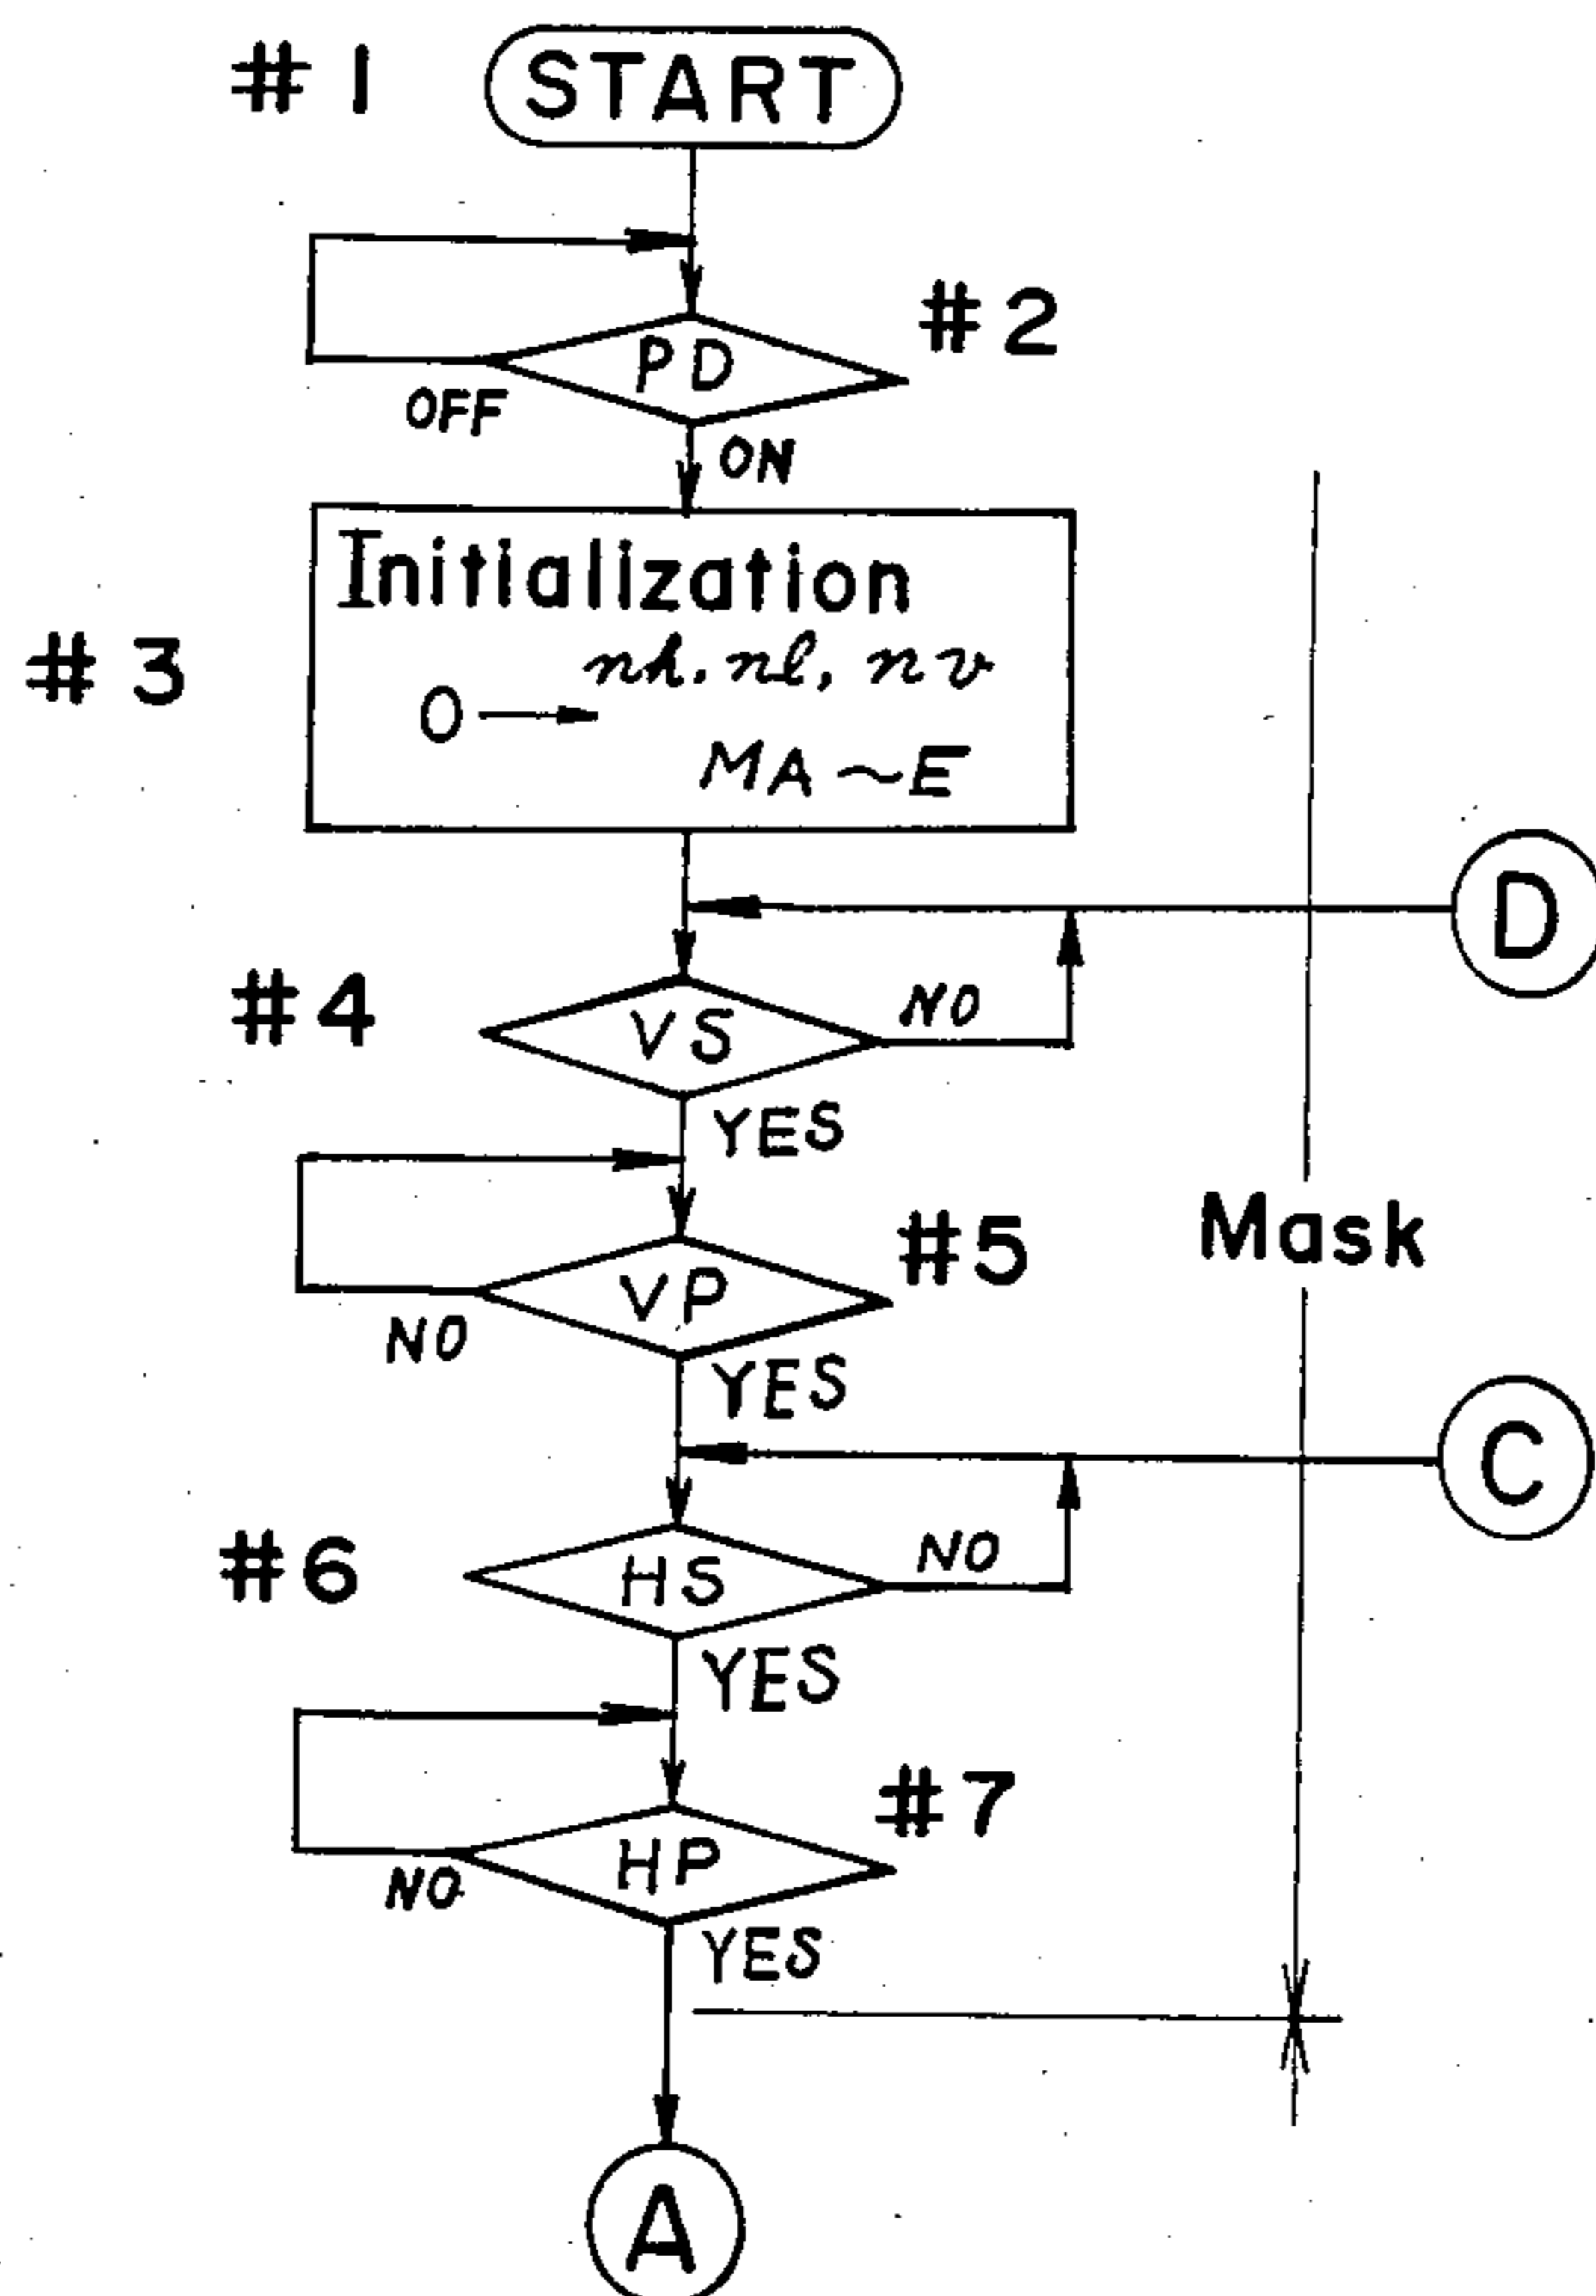 #1 START
#2
PD
OFF
ON
Initialization
#3
nh. nl, nv
0
MA~E
D
#4
VS
NO
YES
Mask
#5
VP
NO
YES
C
#6
HS
NO
YES
#7
HP
NO
YES
A